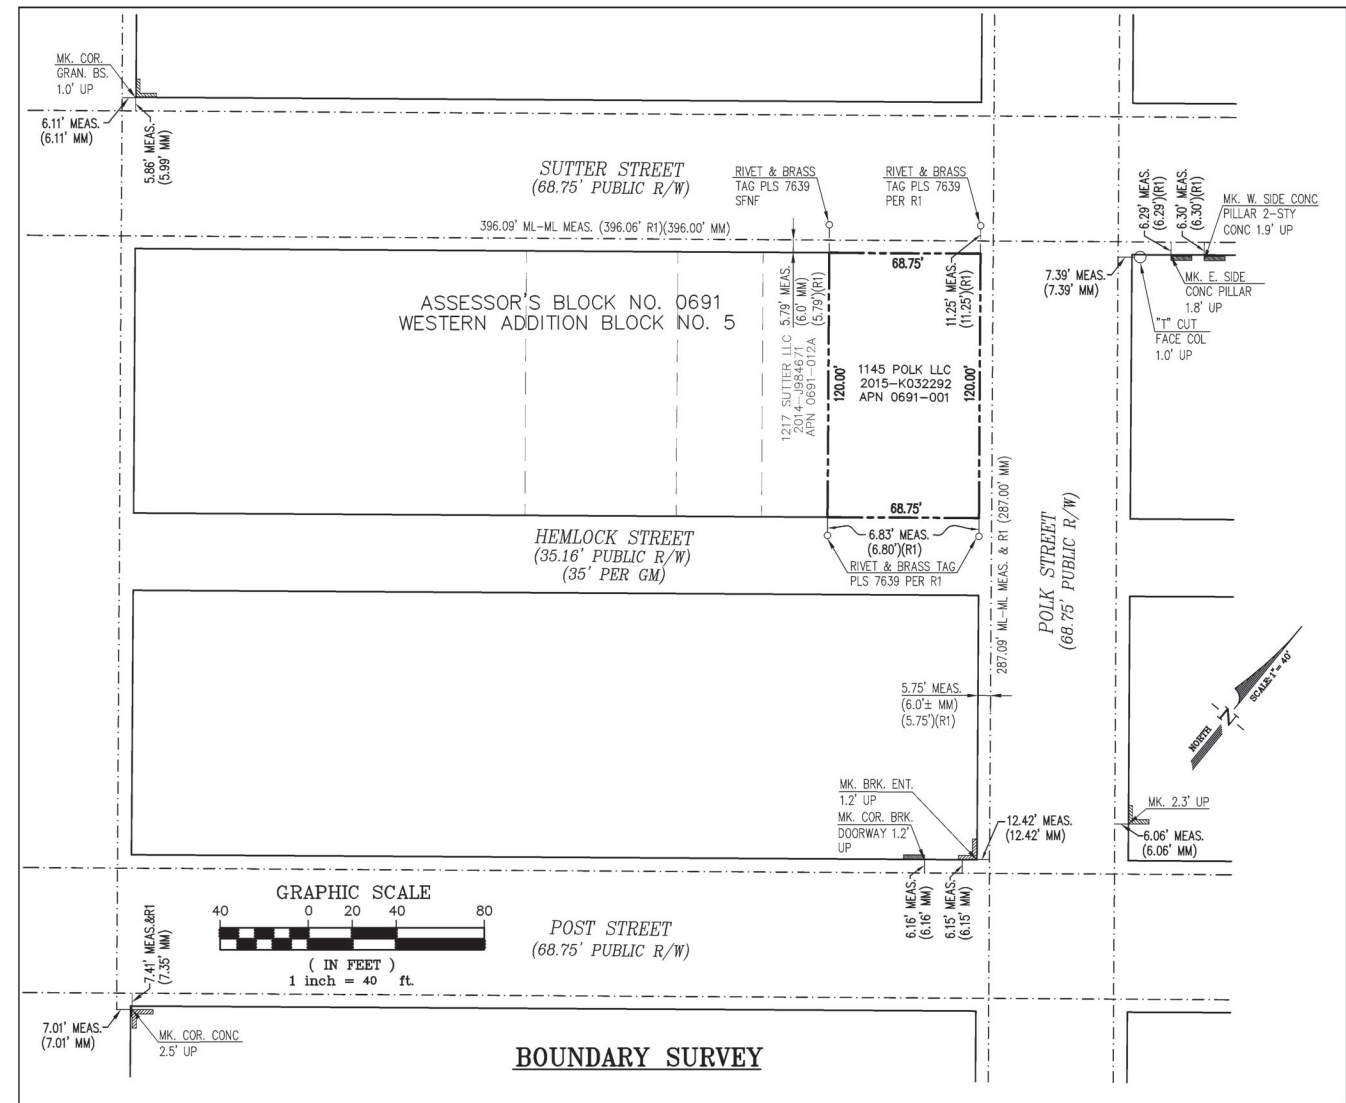 MK. COR.
GRAN. BS.
1.0' UP
6.11' MEAS.
(6.11' MM)
5.86' MEAS.
(5.99' MM)
SUTTER STREET
(68.75' PUBLIC R/W)
RIVET & BRASS
TAG PLS 7639
SFNF
RIVET & BRASS
TAG PLS 7639
PER R1
396.09' ML-ML MEAS. (396.06' R1)(396.00' MM)
6.29' MEAS.
(6.29')(R1)
6.30' MEAS.
(6.30')(R1)
MK. W. SIDE CONC
PILLAR 2-STY
CONC 1.9' UP
7.39' MEAS.
(7.39' MM)
MK. E. SIDE
CONC PILLAR
1.8' UP
"T" CUT
FACE COL
1.0' UP
ASSESSOR'S BLOCK NO. 0691
WESTERN ADDITION BLOCK NO. 5
5.79' MEAS.
(6.0' MM)
(5.79')(R1)
68.75'
11.25' MEAS.
(11.25')(R1)
1217 SUTTER LLC
2014-J984671
APN 0691-012A
120.00'
1145 POLK LLC
2015-K032292
APN 0691-001
120.00'
68.75'
HEMLOCK STREET
(35.16' PUBLIC R/W)
(35' PER GM)
6.83' MEAS.
(6.80')(R1)
RIVET & BRASS TAG
PLS 7639 PER R1
287.09' ML-ML MEAS. & R1 (287.00' MM)
POLK STREET
(68.75' PUBLIC R/W)
5.75' MEAS.
(6.0'± MM)
(5.75')(R1)
NORTH
N
SCALE:1"= 40'
MK. BRK. ENT.
1.2' UP
MK. COR. BRK.
DOORWAY 1.2'
UP
12.42' MEAS.
(12.42' MM)
MK. 2.3' UP
6.06' MEAS.
(6.06' MM)
6.16' MEAS.
(6.16' MM)
6.15' MEAS.
(6.15' MM)
GRAPHIC SCALE
40 0 20 40 80
( IN FEET )
1 inch = 40 ft.
POST STREET
(68.75' PUBLIC R/W)
7.41' MEAS.&R1
(7.35' MM)
7.01' MEAS.
(7.01' MM)
MK. COR. CONC
2.5' UP
BOUNDARY SURVEY